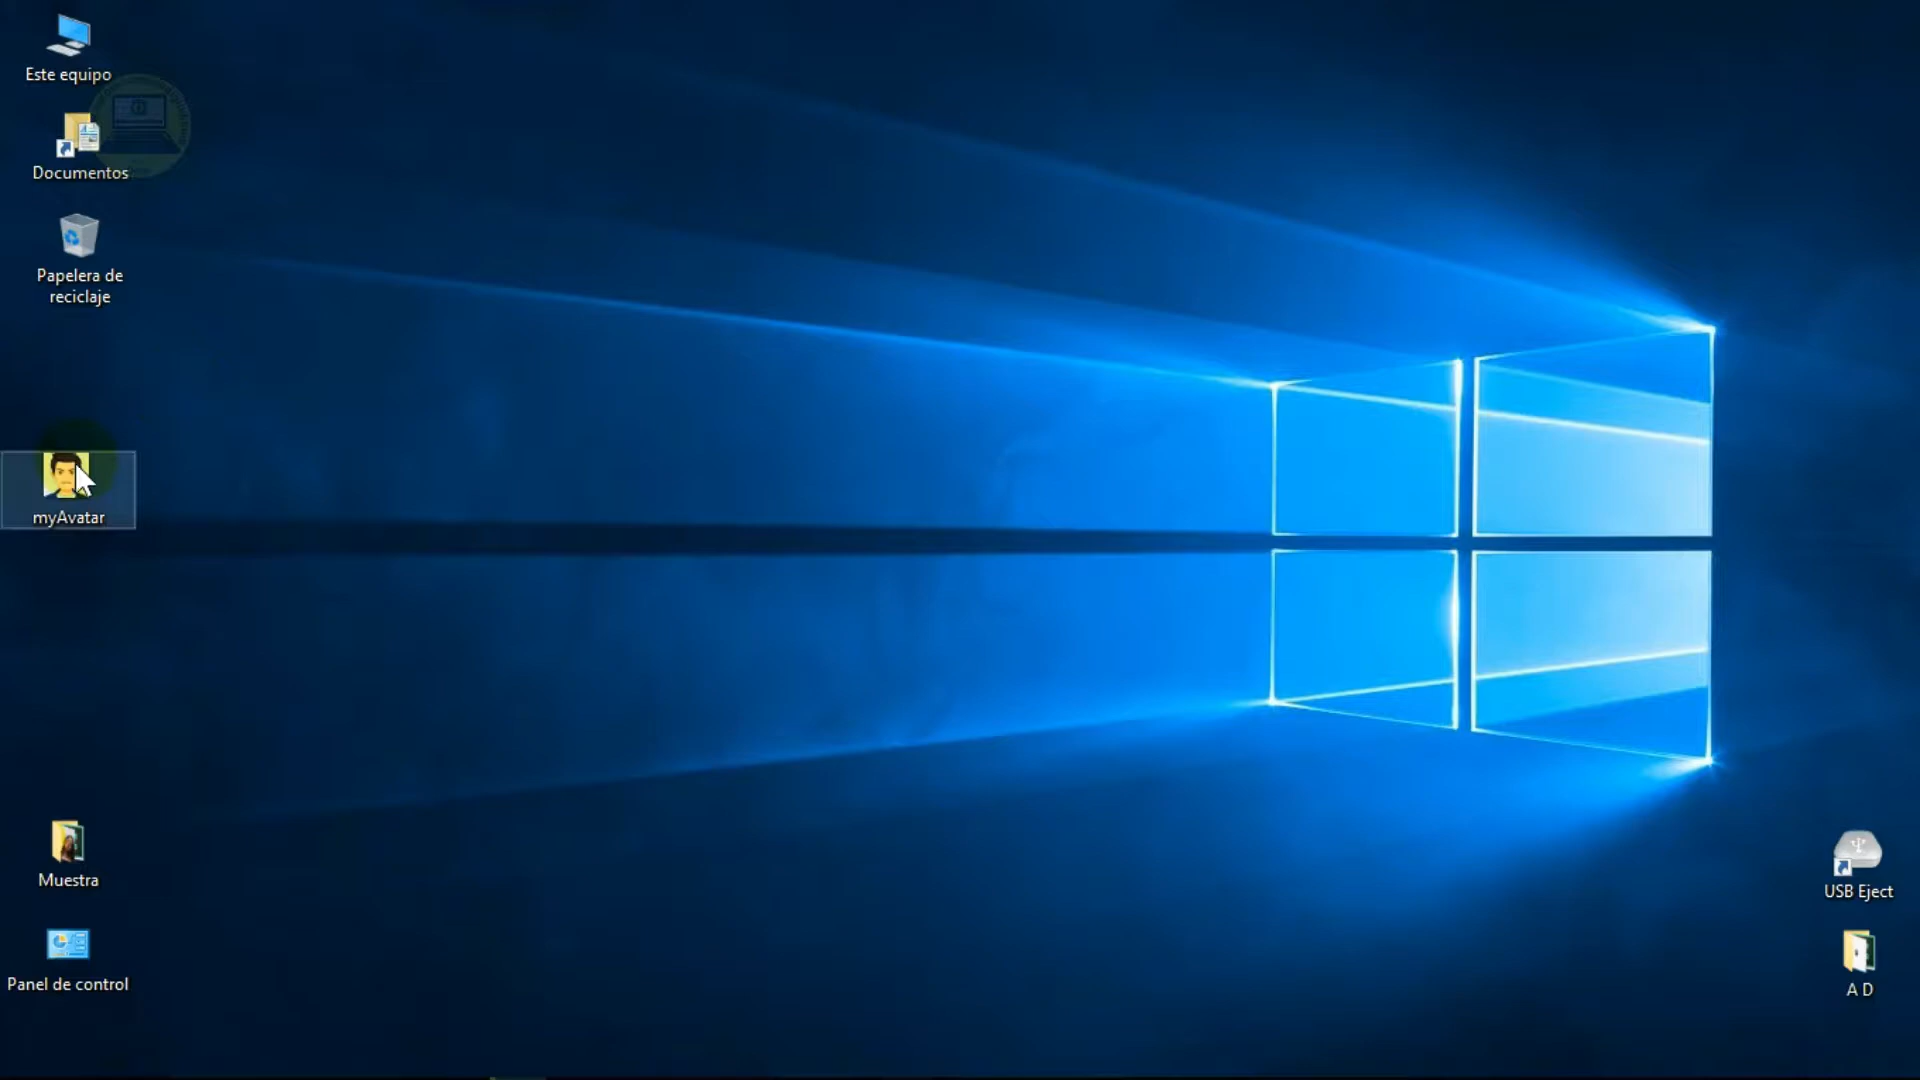 Este equipo
Documentos
Papelera de
reciclaje
myAvatar
Muestra
Panel de control
USB Eject
A D